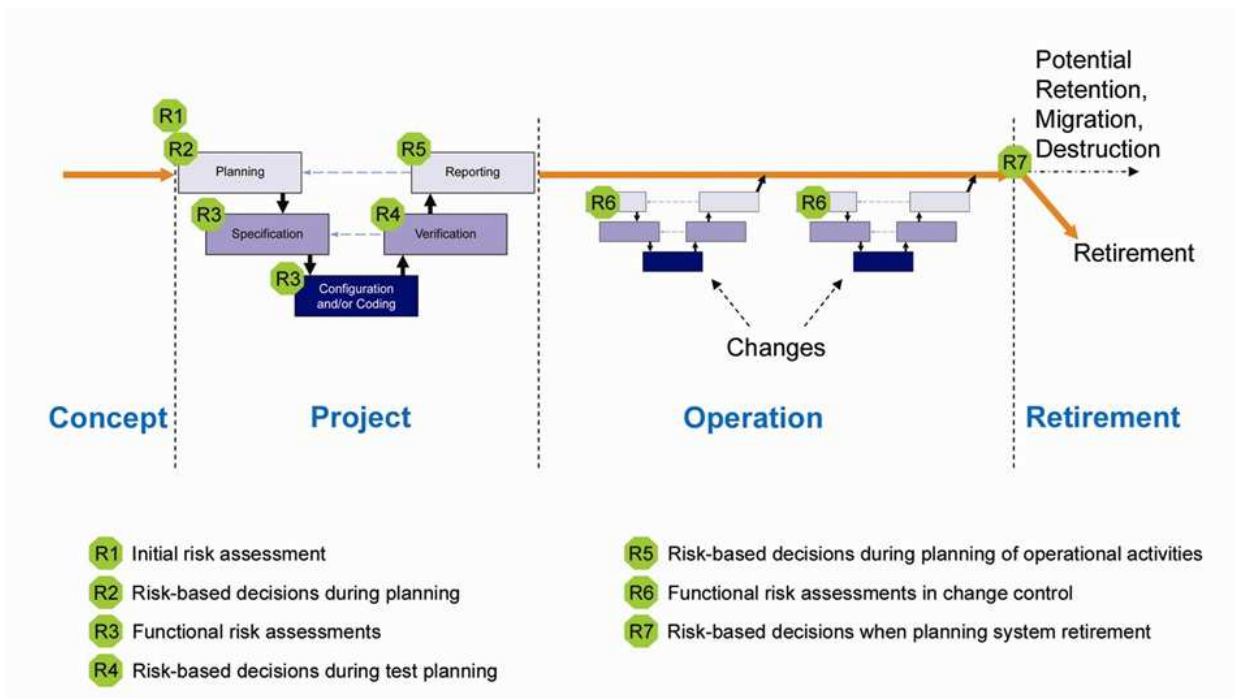 Potential
Retention,
Migration,
Destruction
R1
R2
Planning
R5
Reporting
R7
R3
Specification
R4
Verification
R6
R6
Retirement
R3
Configuration
and/or Coding
Changes
Concept
Project
Operation
Retirement
R1 Initial risk assessment
R2 Risk-based decisions during planning
R3 Functional risk assessments
R4 Risk-based decisions during test planning
R5 Risk-based decisions during planning of operational activities
R6 Functional risk assessments in change control
R7 Risk-based decisions when planning system retirement